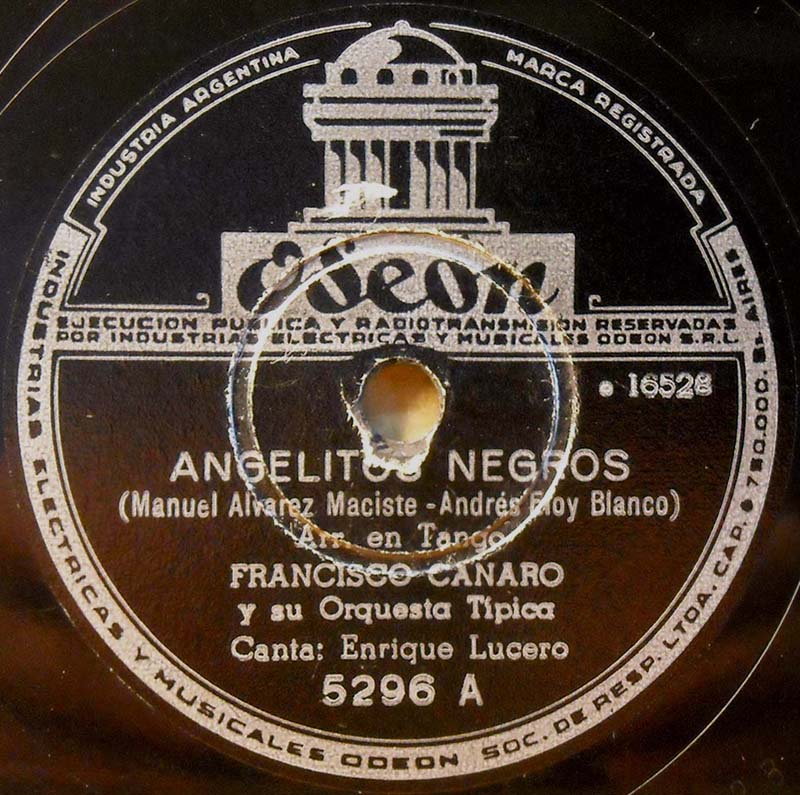 INDUSTRIA ARGENTINA
MARCA REGISTRADA
Odeon
EJECUCION PUBLICA Y RADIOTRANSMISION RESERVADAS
POR INDUSTRIAS ELECTRICAS Y MUSICALES ODEON S.R.L.
e 16528
ANGELITOS NEGROS
(Manuel Alvarez Maciste - Andrés Eloy Blanco)
Arr. en Tango
FRANCISCO CANARO
y su Orquesta Típica
Canta: Enrique Lucero
5296 A
INDUSTRIAS ELECTRICAS Y MUSICALES ODEON SOC. DE RESP. LTDA. CAP. $ 750.000. BS AIRES